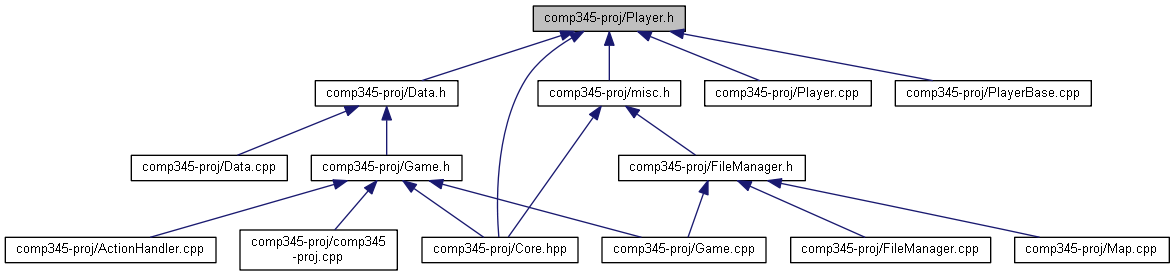 comp345-proj/Player.h
comp345-proj/Data.h
comp345-proj/misc.h
comp345-proj/Player.cpp
comp345-proj/PlayerBase.cpp
comp345-proj/Data.cpp
comp345-proj/Game.h
comp345-proj/FileManager.h
comp345-proj/ActionHandler.cpp
comp345-proj/comp345
-proj.cpp
comp345-proj/Core.hpp
comp345-proj/Game.cpp
comp345-proj/FileManager.cpp
comp345-proj/Map.cpp